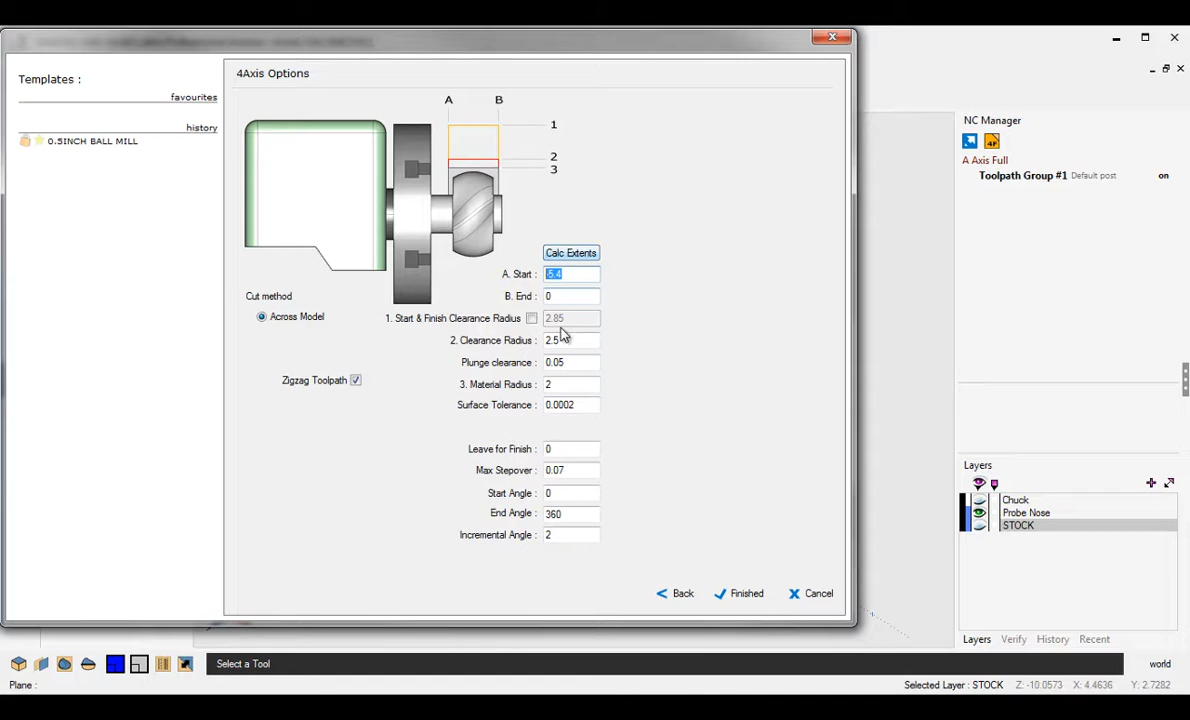 Templates :
favourites
history
0.5INCH BALL MILL
4Axis Options
A
B
1
2
3
Calc Extents
A. Start : -5.4
B. End : 0
Cut method
Across Model
1. Start & Finish Clearance Radius 2.85
2. Clearance Radius : 2.5
Plunge clearance : 0.05
Zigzag Toolpath
3. Material Radius : 2
Surface Tolerance : 0.0002
Leave for Finish : 0
Max Stepover : 0.07
Start Angle : 0
End Angle : 360
Incremental Angle : 2
Back
Finished
Cancel
NC Manager
A Axis Full
Toolpath Group #1 Default post on
Layers
Chuck
Probe Nose
STOCK
Layers Verify History Recent
Select a Tool
world
Plane :
Selected Layer : STOCK Z: -10.0573 X: 4.4636 Y: 2.7282